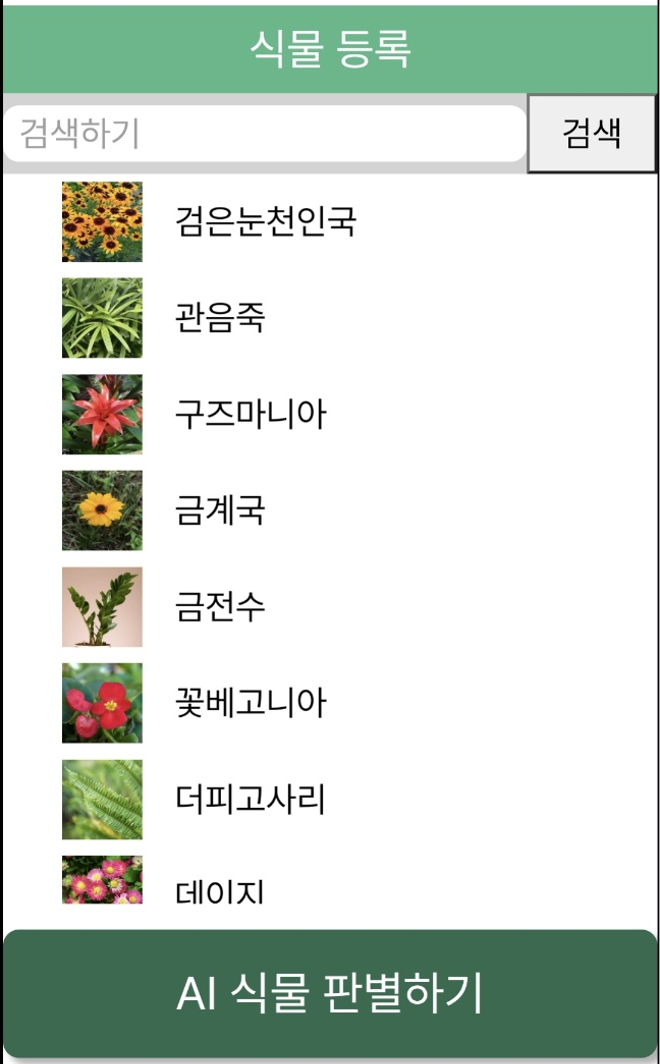 식물 등록
검색하기
검색
검은눈천인국
관음죽
구즈마니아
금계국
금전수
꽃베고니아
더피고사리
데이지
AI 식물 판별하기